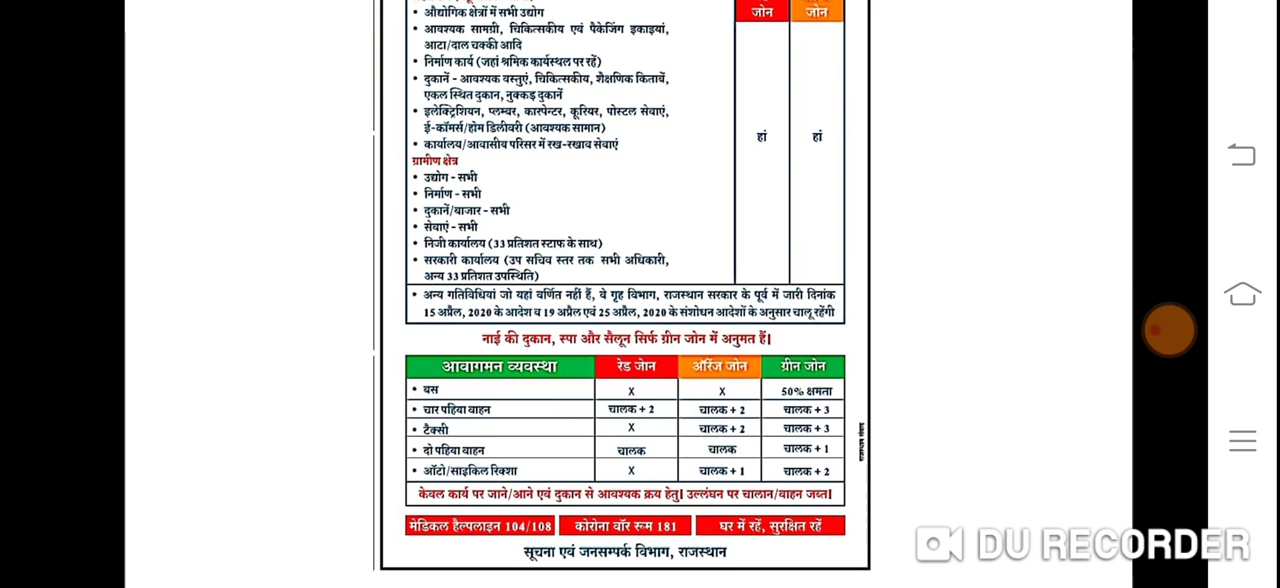 • औद्योगिक क्षेत्रों में सभी उद्योग
जोन
जोन
• आवश्यक सामग्री, चिकित्सकीय एवं पैकेजिंग इकाइयां,
आटा/दाल चक्की आदि
• निर्माण कार्य (जहां श्रमिक कार्यस्थल पर रहें)
• दुकानें - आवश्यक वस्तुएं, चिकित्सकीय, शैक्षणिक किताबें,
एकल स्थित दुकान, नुक्कड़ दुकानें
• इलेक्ट्रिशियन, प्लम्बर, कारपेन्टर, कूरियर, पोस्टल सेवाएं,
ई-कॉमर्स/होम डिलीवरी (आवश्यक सामान)
• कार्यालय/आवासीय परिसर में रख-रखाव सेवाएं
हां
हां
ग्रामीण क्षेत्र
• उद्योग - सभी
• निर्माण - सभी
• दुकानें/बाजार - सभी
• सेवाएं - सभी
• निजी कार्यालय (33 प्रतिशत स्टाफ के साथ)
• सरकारी कार्यालय (उप सचिव स्तर तक सभी अधिकारी,
अन्य 33 प्रतिशत उपस्थिति)
• अन्य गतिविधियां जो यहां वर्णित नहीं हैं, वे गृह विभाग, राजस्थान सरकार के पूर्व में जारी दिनांक
15 अप्रैल, 2020 के आदेश व 19 अप्रैल एवं 25 अप्रैल, 2020 के संशोधन आदेशों के अनुसार चालू रहेंगी
नाई की दुकान, स्पा और सैलून सिर्फ ग्रीन जोन में अनुमत हैं।
आवागमन व्यवस्था रेड जोन ऑरेंज जोन ग्रीन जोन
• बस X X 50% क्षमता
• चार पहिया वाहन चालक + 2 चालक + 2 चालक + 3
• टैक्सी X चालक + 2 चालक + 3
• दो पहिया वाहन चालक चालक चालक + 1
• ऑटो/साइकिल रिक्शा X चालक + 1 चालक + 2
केवल कार्य पर जाने/आने एवं दुकान से आवश्यक क्रय हेतु। उल्लंघन पर चालान/वाहन जब्त।
मेडिकल हैल्पलाइन 104/108 कोरोना वॉर रूम 181 घर में रहें, सुरक्षित रहें
सूचना एवं जनसम्पर्क विभाग, राजस्थान
राजस्थान संवाद
DU RECORDER